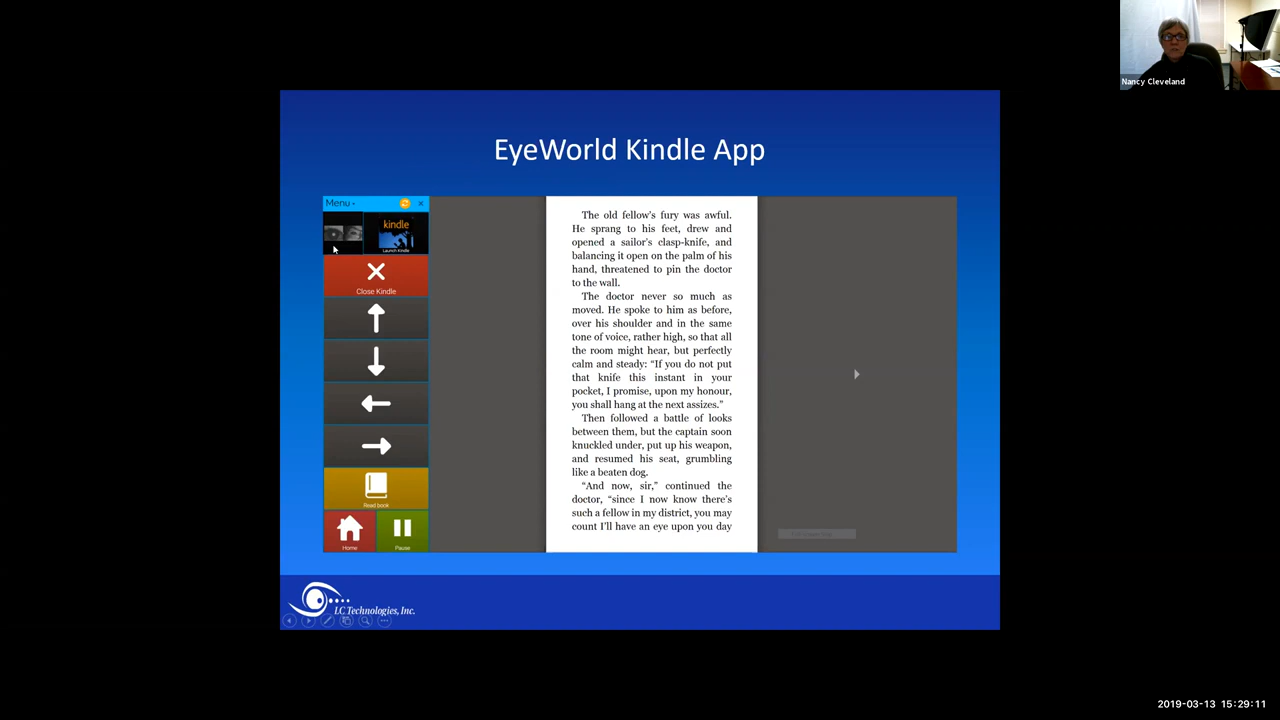 Nancy Cleveland
EyeWorld Kindle App
Menu
kindle
Launch Kindle
Close Kindle
Read book
Home
Pause
The old fellow's fury was awful.
He sprang to his feet, drew and
opened a sailor's clasp-knife, and
balancing it open on the palm of his
hand, threatened to pin the doctor
to the wall.
The doctor never so much as
moved. He spoke to him as before,
over his shoulder and in the same
tone of voice, rather high, so that all
the room might hear, but perfectly
calm and steady: “If you do not put
that knife this instant in your
pocket, I promise, upon my honour,
you shall hang at the next assizes.”
Then followed a battle of looks
between them, but the captain soon
knuckled under, put up his weapon,
and resumed his seat, grumbling
like a beaten dog.
“And now, sir,” continued the
doctor, “since I now know there's
such a fellow in my district, you may
count I'll have an eye upon you day
LC Technologies, Inc.
2019-03-13 15:29:11